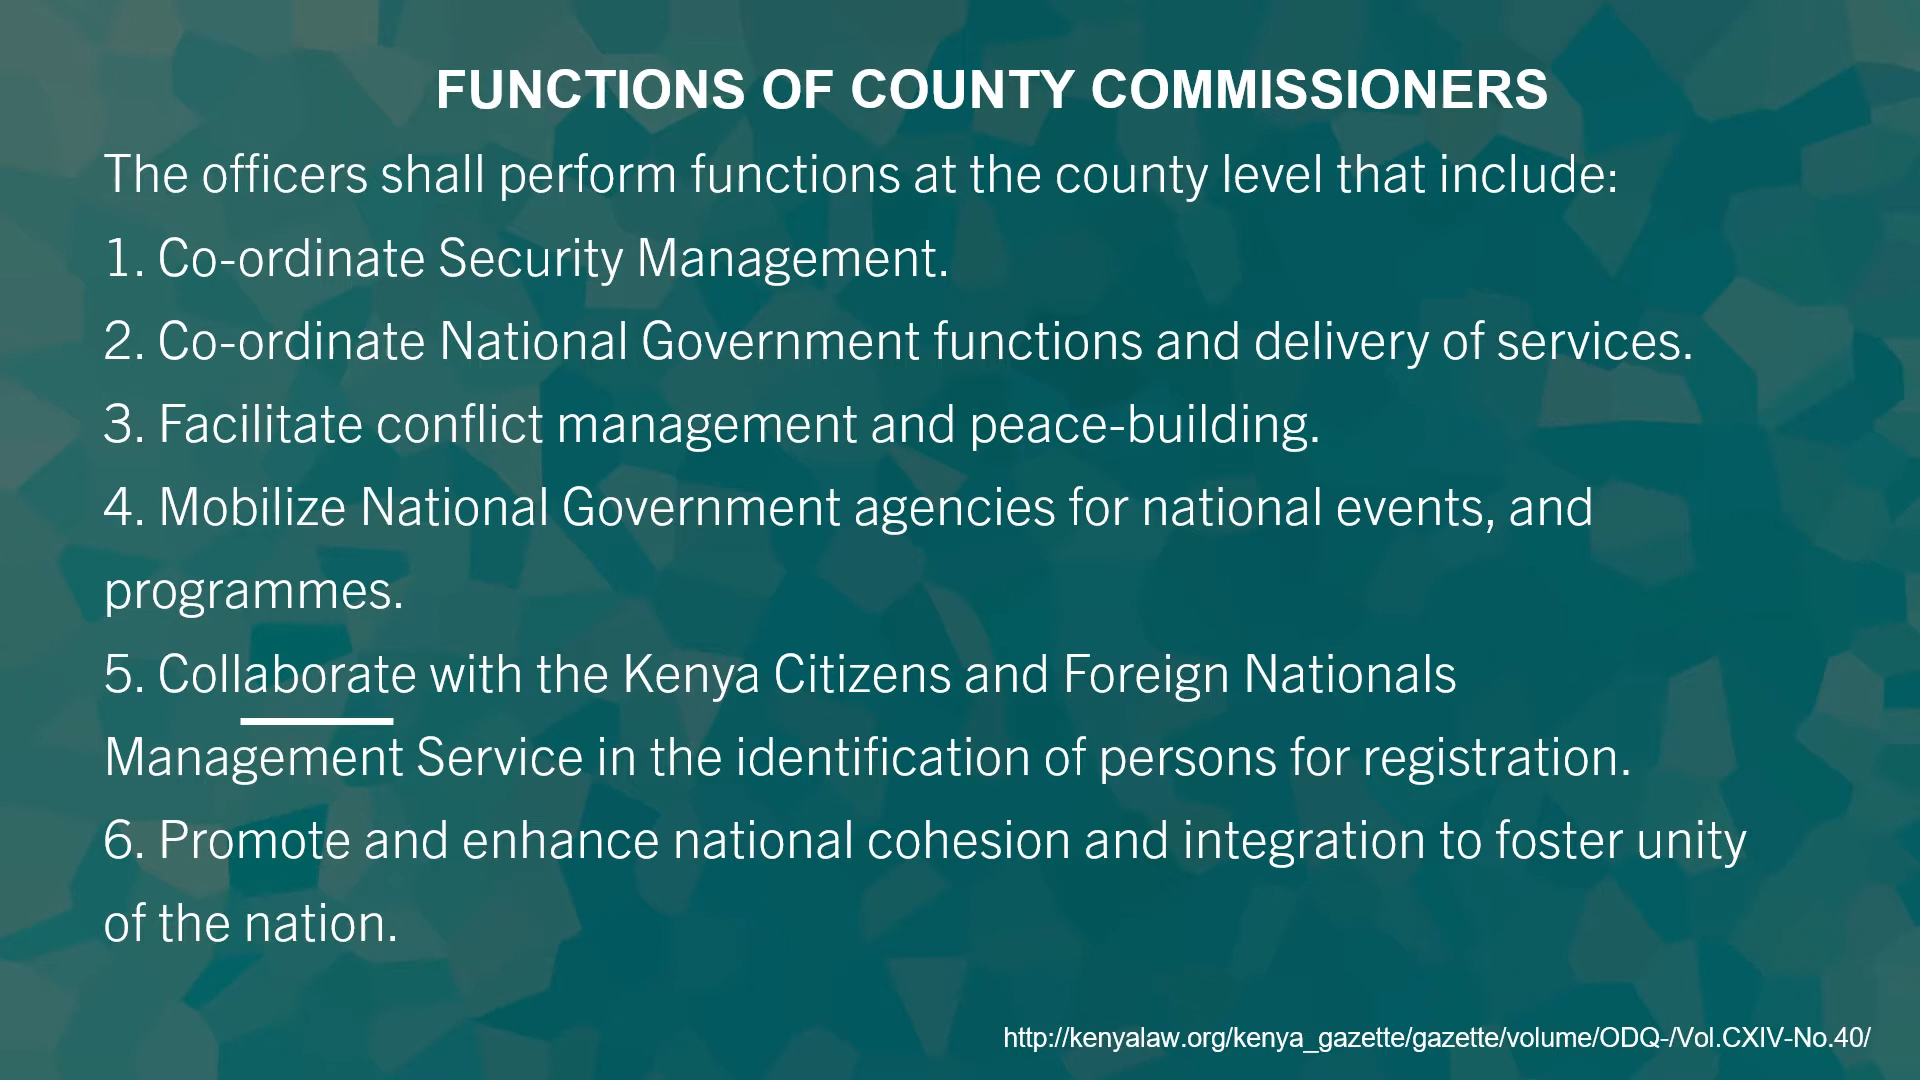 FUNCTIONS OF COUNTY COMMISSIONERS
The officers shall perform functions at the county level that include:
1. Co-ordinate Security Management.
2. Co-ordinate National Government functions and delivery of services.
3. Facilitate conflict management and peace-building.
4. Mobilize National Government agencies for national events, and
programmes.
5. Collaborate with the Kenya Citizens and Foreign Nationals
Management Service in the identification of persons for registration.
6. Promote and enhance national cohesion and integration to foster unity
of the nation.
http://kenyalaw.org/kenya_gazette/gazette/volume/ODQ-/Vol.CXIV-No.40/